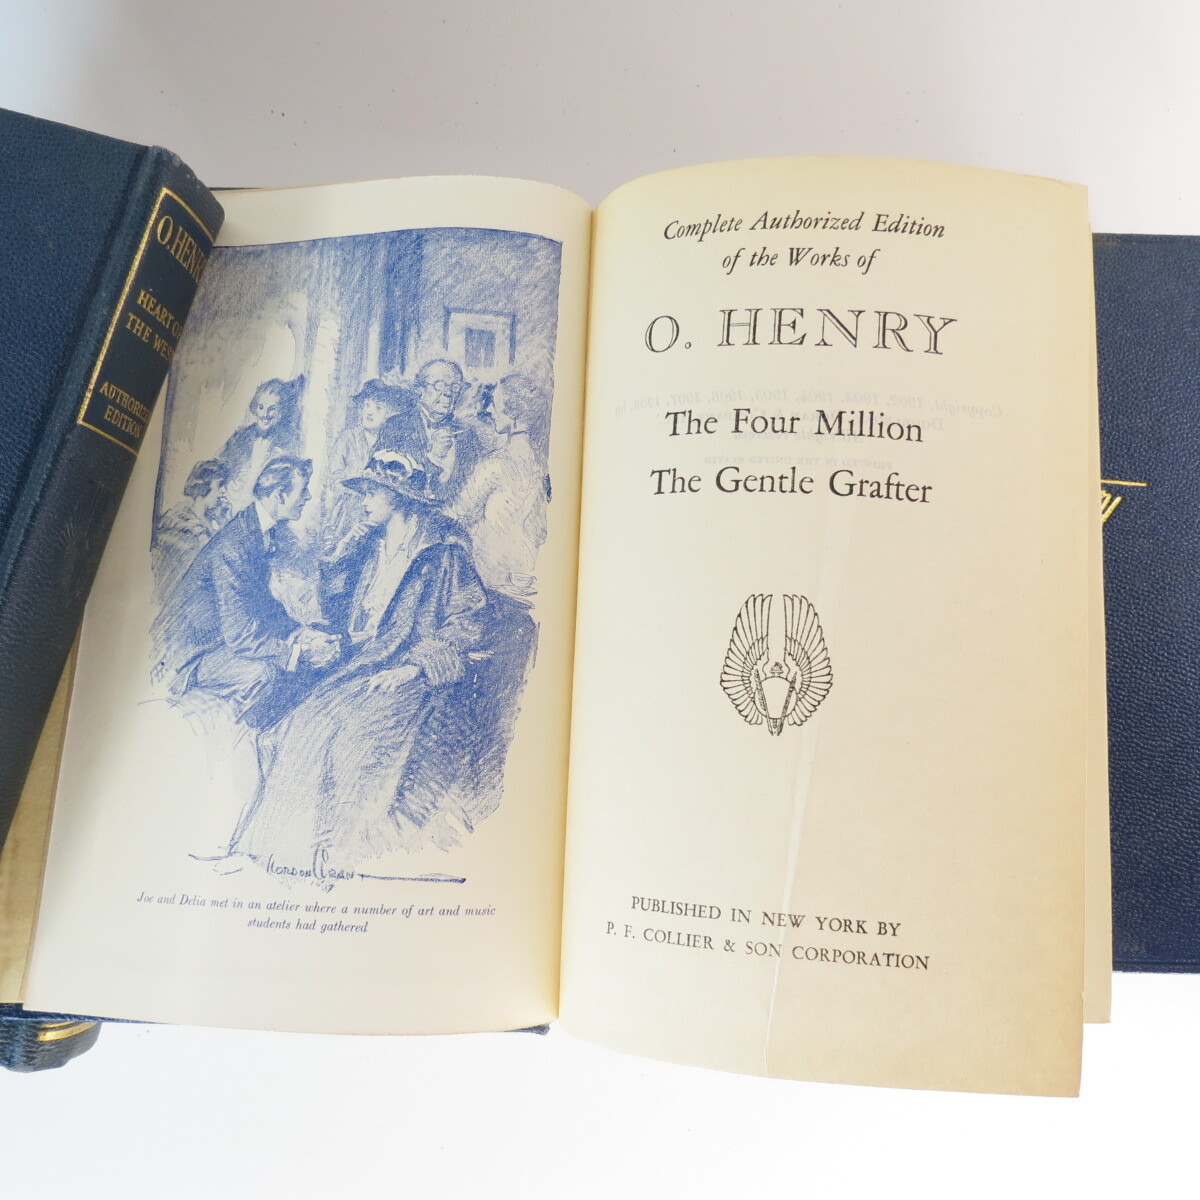 O. HENRY
HEART OF
THE WEST
AUTHORIZED
EDITION
GORDON GRANT
Joe and Delia met in an atelier where a number of art and music
students had gathered
Complete Authorized Edition
of the Works of
O. HENRY
The Four Million
The Gentle Grafter
PUBLISHED IN NEW YORK BY
P. F. COLLIER & SON CORPORATION